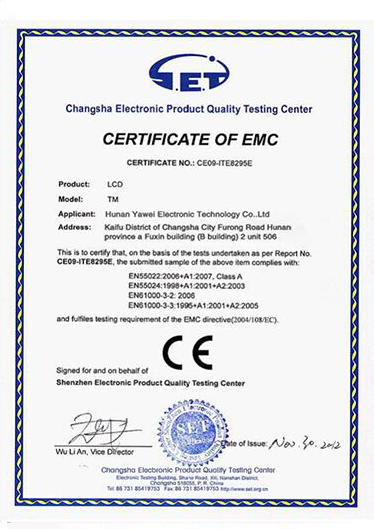 S.E.T
Changsha Electronic Product Quality Testing Center
CERTIFICATE OF EMC
CERTIFICATE NO.: CE09-ITE8295E
Product: LCD
Model: TM
Applicant: Hunan Yawei Electronic Technology Co..Ltd
Address: Kaifu District of Changsha City Furong Road Hunan
province a Fuxin building (B building) 2 unit 506
This is to certify that, on the basis of the tests undertaken as per Report No.
CE09-ITE8295E, the submitted sample of the above item complies with:
EN55022:2006+A1:2007, Class A
EN55024:1998+A1:2001+A2:2003
EN61000-3-2: 2006
EN61000-3-3:1995+A1:2001+A2:2005
and fulfiles testing requirement of the EMC directive(2004/108/EC).
CE
Signed for and on behalf of
Shenzhen Electronic Product Quality Testing Center
SET
Wu Li An, Vice Director
Date of Issue: Nov. 30. 2012
Changsha Electronic Product Quality Testing Center
Electronic Testing Building, Shahe Road, Xili, Nanshan District,
Changsha 518055, P. R. China
Tel: 86 731 85419753 Fax: 86 731 85419753 http://www.set.org.cn